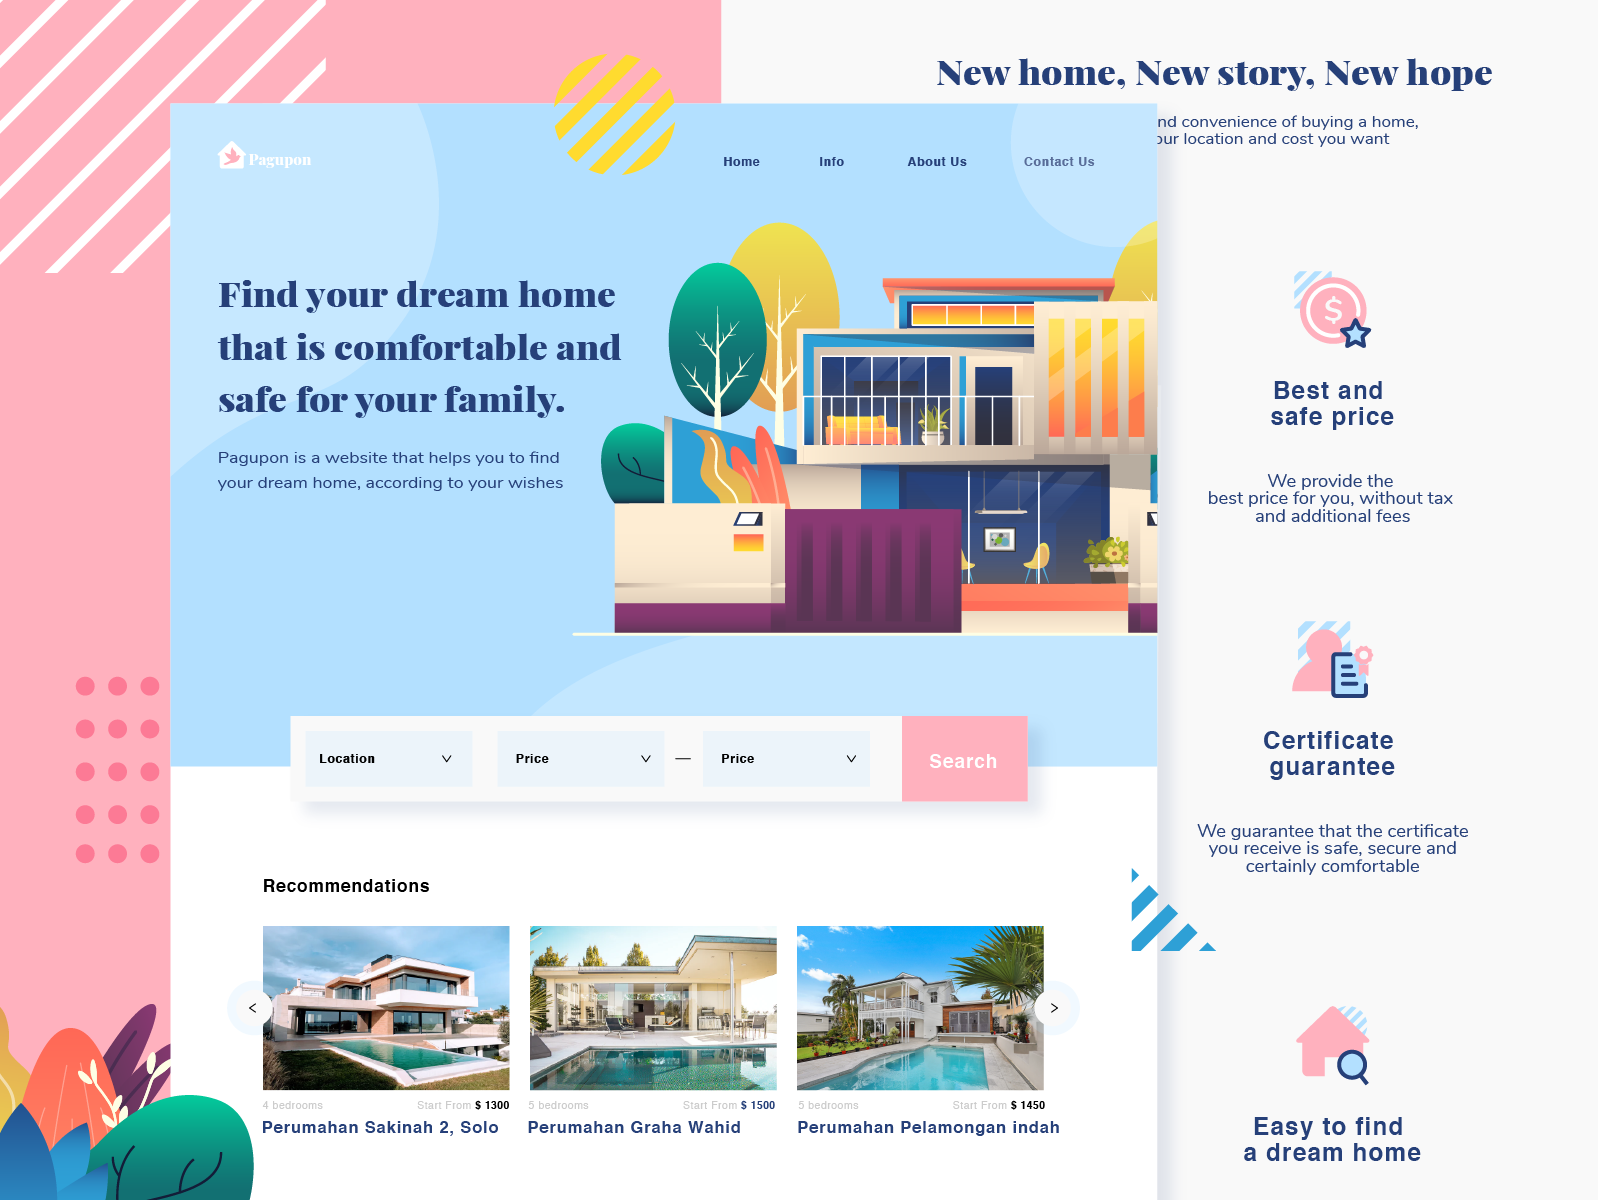 New home, New story, New hope
nd convenience of buying a home,
our location and cost you want
Pagupon
Home Info About Us Contact Us
Find your dream home
that is comfortable and
safe for your family.
Pagupon is a website that helps you to find
your dream home, according to your wishes
Location Price — Price Search
Recommendations
< >
4 bedrooms Start From $ 1300
Perumahan Sakinah 2, Solo
5 bedrooms Start From $ 1500
Perumahan Graha Wahid
5 bedrooms Start From $ 1450
Perumahan Pelamongan indah
$
Best and
safe price
We provide the
best price for you, without tax
and additional fees
Certificate
guarantee
We guarantee that the certificate
you receive is safe, secure and
certainly comfortable
Easy to find
a dream home